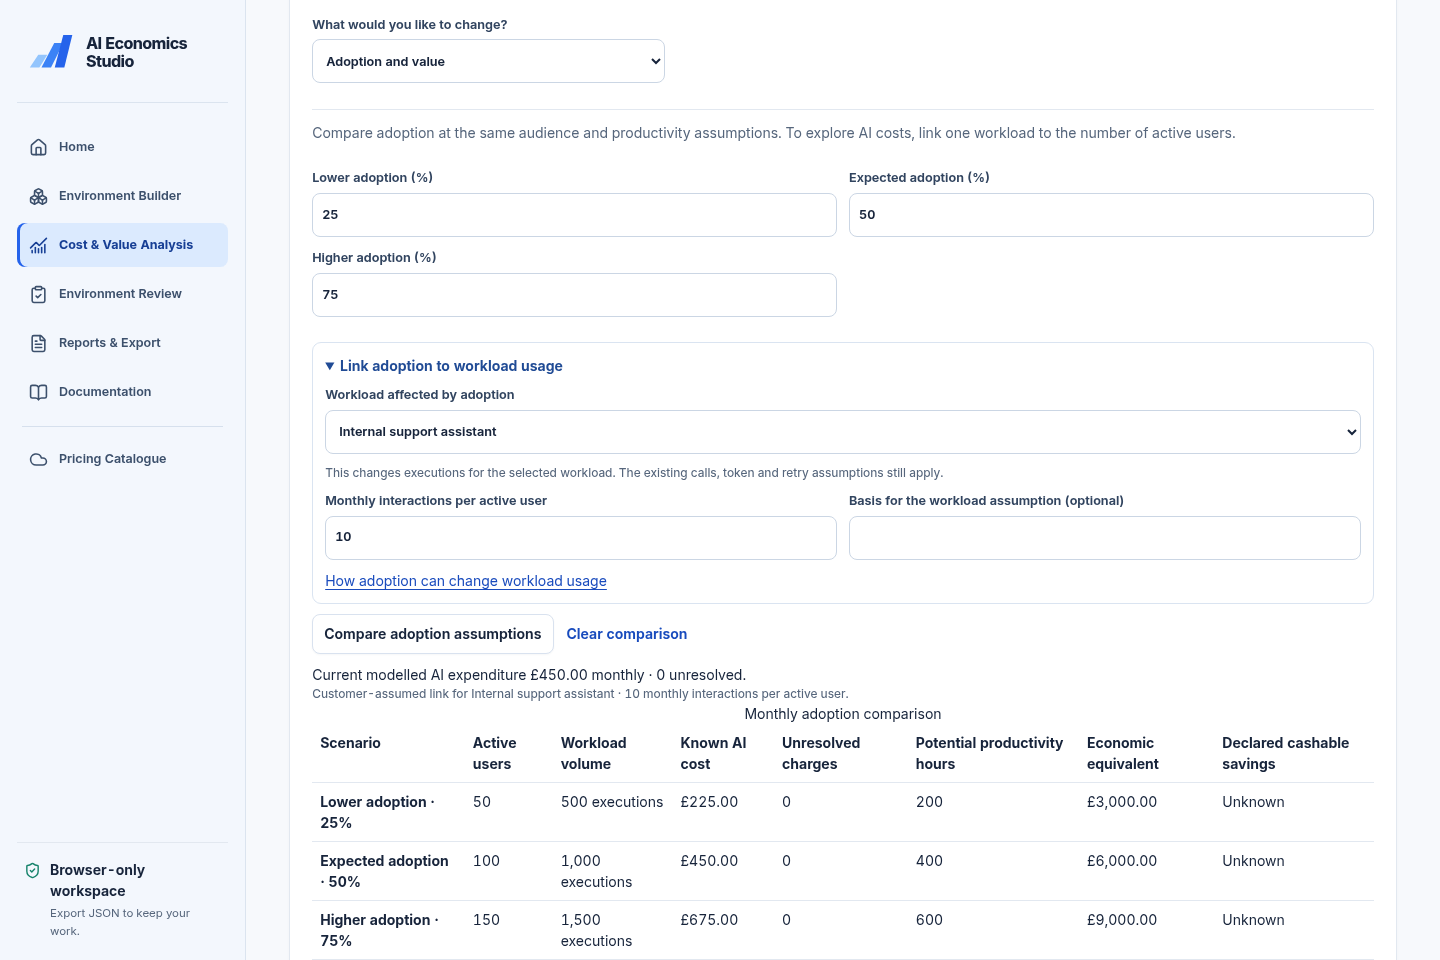 AI Economics
Studio
Home
Environment Builder
Cost & Value Analysis
Environment Review
Reports & Export
Documentation
Pricing Catalogue
Browser-only
workspace
Export JSON to keep your
work.
What would you like to change?
Adoption and value
Compare adoption at the same audience and productivity assumptions. To explore AI costs, link one workload to the number of active users.
Lower adoption (%)
Expected adoption (%)
25
50
Higher adoption (%)
75
Link adoption to workload usage
Workload affected by adoption
Internal support assistant
This changes executions for the selected workload. The existing calls, token and retry assumptions still apply.
Monthly interactions per active user
Basis for the workload assumption (optional)
10
How adoption can change workload usage
Compare adoption assumptions
Clear comparison
Current modelled AI expenditure £450.00 monthly · 0 unresolved.
Customer-assumed link for Internal support assistant · 10 monthly interactions per active user.
Monthly adoption comparison
Scenario Active users Workload volume Known AI cost Unresolved charges Potential productivity hours Economic equivalent Declared cashable savings
Lower adoption · 25% 50 500 executions £225.00 0 200 £3,000.00 Unknown
Expected adoption · 50% 100 1,000 executions £450.00 0 400 £6,000.00 Unknown
Higher adoption · 75% 150 1,500 executions £675.00 0 600 £9,000.00 Unknown